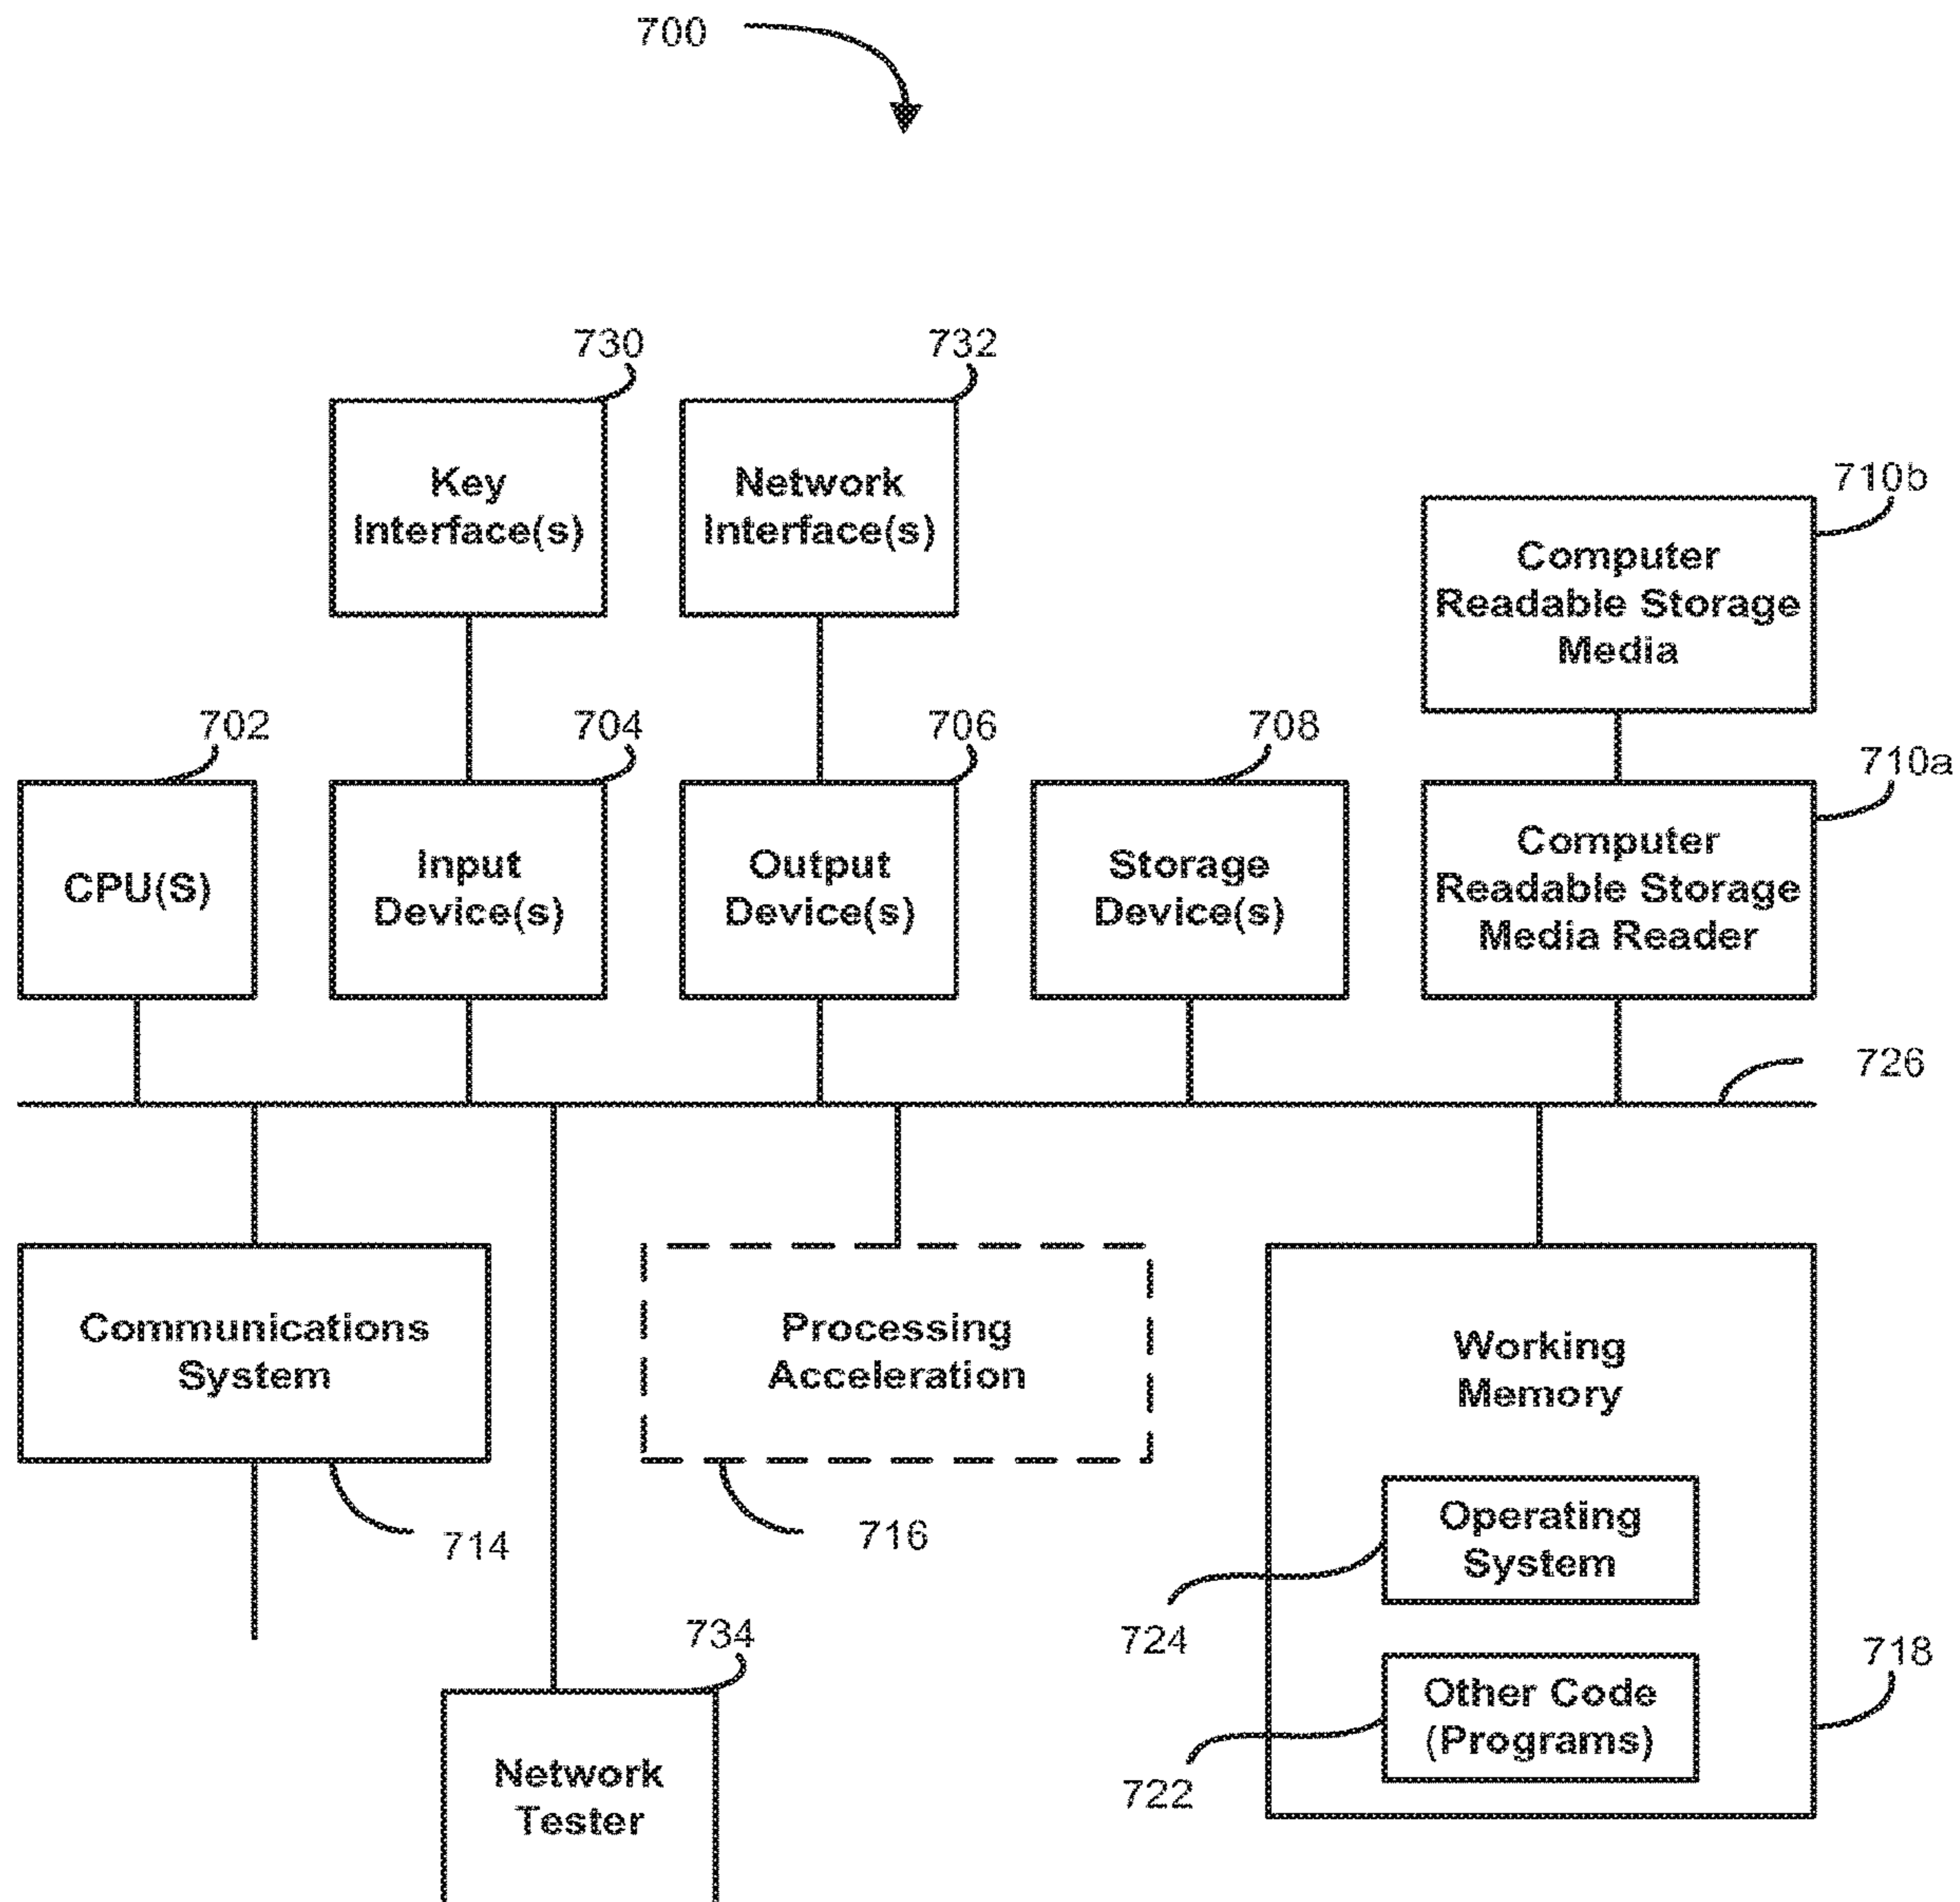 700
730
732
Key
Interface(s)
Network
Interface(s)
710b
Computer
Readable Storage
Media
702
704
706
708
710a
CPU(S)
Input
Device(s)
Output
Device(s)
Storage
Device(s)
Computer
Readable Storage
Media Reader
726
Communications
System
Processing
Acceleration
Working
Memory
714
716
Operating
System
724
734
718
Other Code
(Programs)
722
Network
Tester